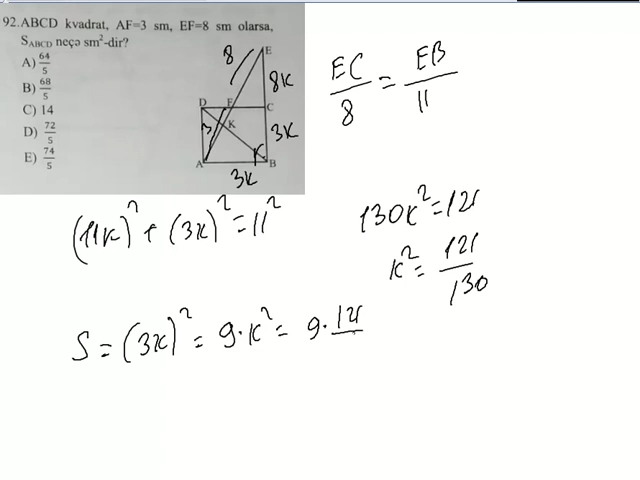 92.ABCD kvadrat, AF=3 sm, EF=8 sm olarsa,
S_ABCD neçə sm²-dir?
A) 64/5
B) 68/5
C) 14
D) 72/5
E) 74/5
E
D F C
K
A B
8
8k
3k
3
3k
EC/8 = EB/11
(11k)² + (3k)² = 11²
130k² = 121
k² = 121/130
S = (3k)² = 9·k² = 9·121